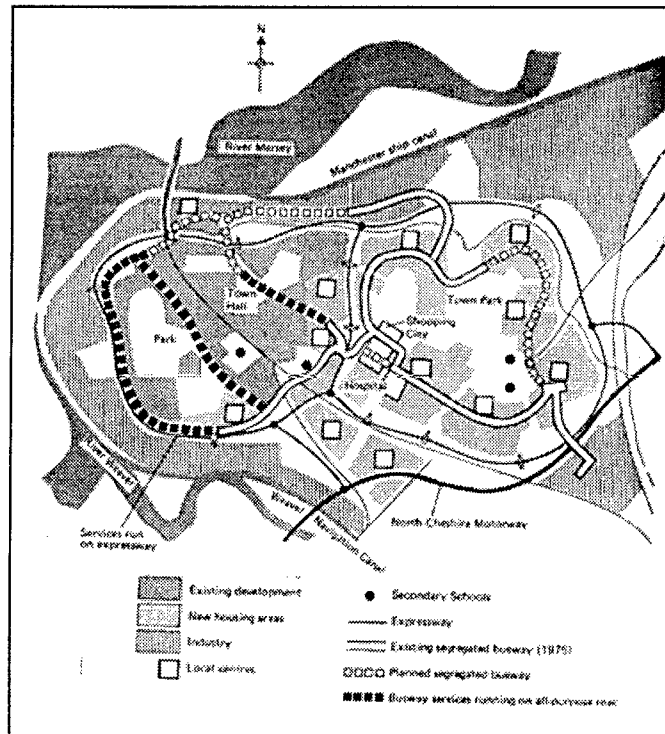 N
River Mersey
Manchester ship canal
Town
Hall
Town Park
Shopping
City
Park
Hospital
River Weaver
Weaver Navigation Canal
North Cheshire Motorway
Services run
on expressway
Existing development
New housing areas
Industry
Local centres
Secondary Schools
Expressway
Existing segregated busway (1975)
Planned segregated busway
Busway services running on all-purpose